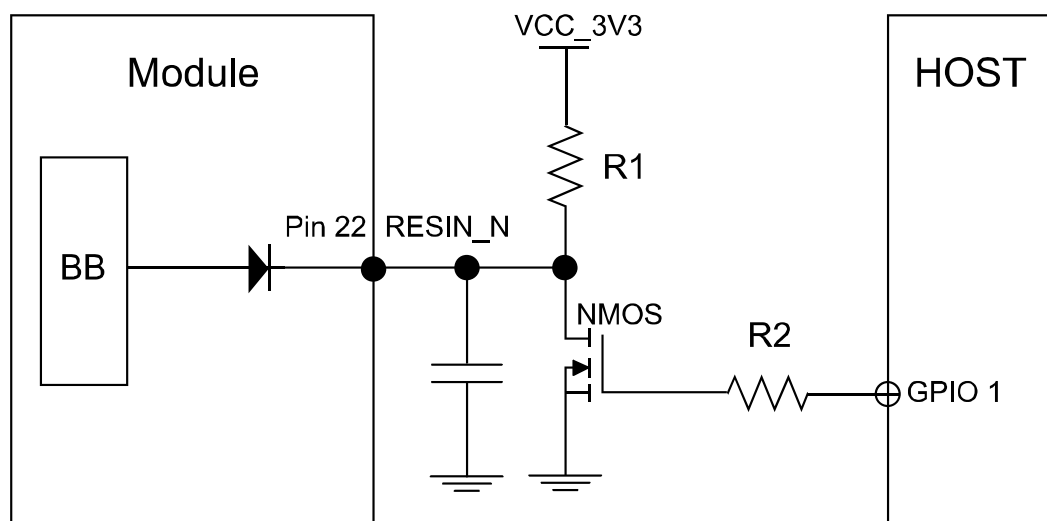 VCC_3V3
Module
HOST
R1
Pin 22
RESIN_N
BB
NMOS
R2
GPIO 1